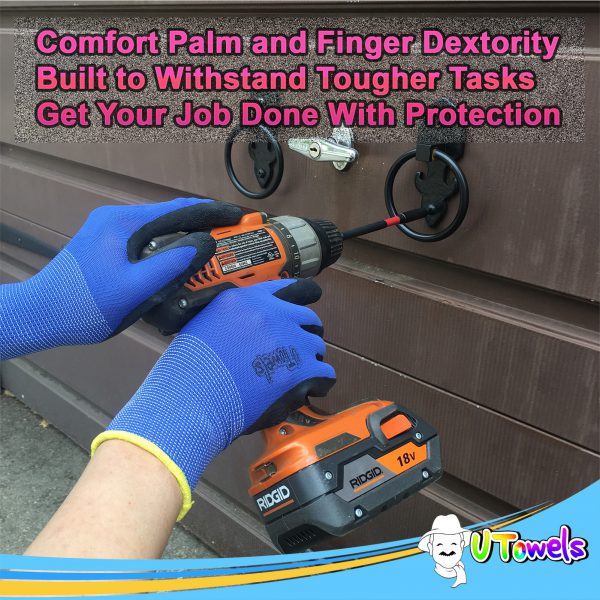 Comfort Palm and Finger Dextority
Built to Withstand Tougher Tasks
Get Your Job Done With Protection
UTowels
RIDGID
RIDGID
18V
UTowels